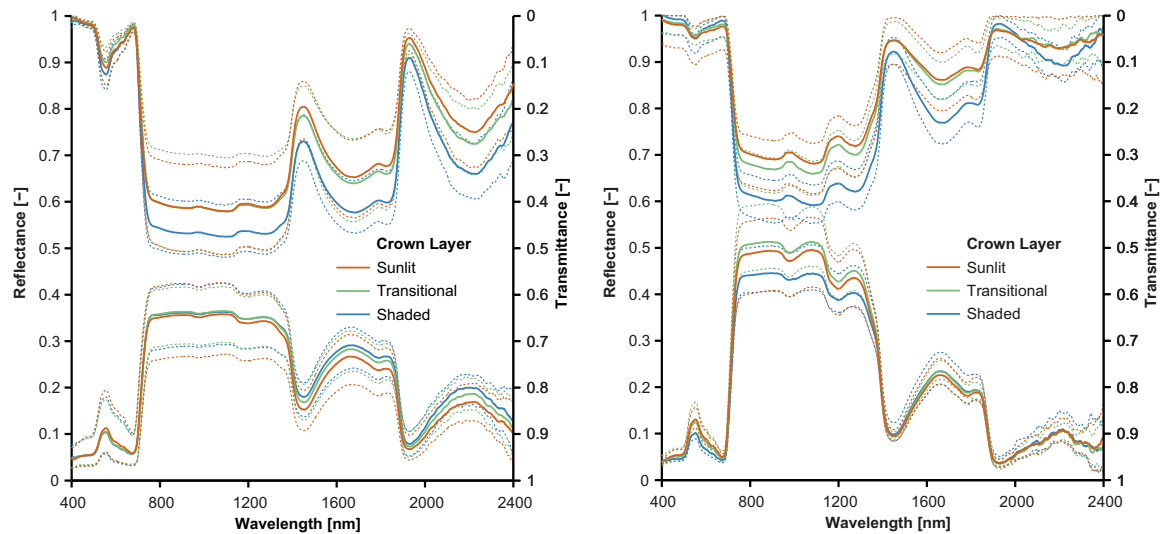 1
0.9
0.8
0.7
0.6
0.5
0.4
0.3
0.2
0.1
0
Reflectance [–]
0
0.1
0.2
0.3
0.4
0.5
0.6
0.7
0.8
0.9
1
Transmittance [–]
400 800 1200 1600 2000 2400
Wavelength [nm]
Crown Layer
Sunlit
Transitional
Shaded
1
0.9
0.8
0.7
0.6
0.5
0.4
0.3
0.2
0.1
0
Reflectance [–]
0
0.1
0.2
0.3
0.4
0.5
0.6
0.7
0.8
0.9
1
Transmittance [–]
400 800 1200 1600 2000 2400
Wavelength [nm]
Crown Layer
Sunlit
Transitional
Shaded